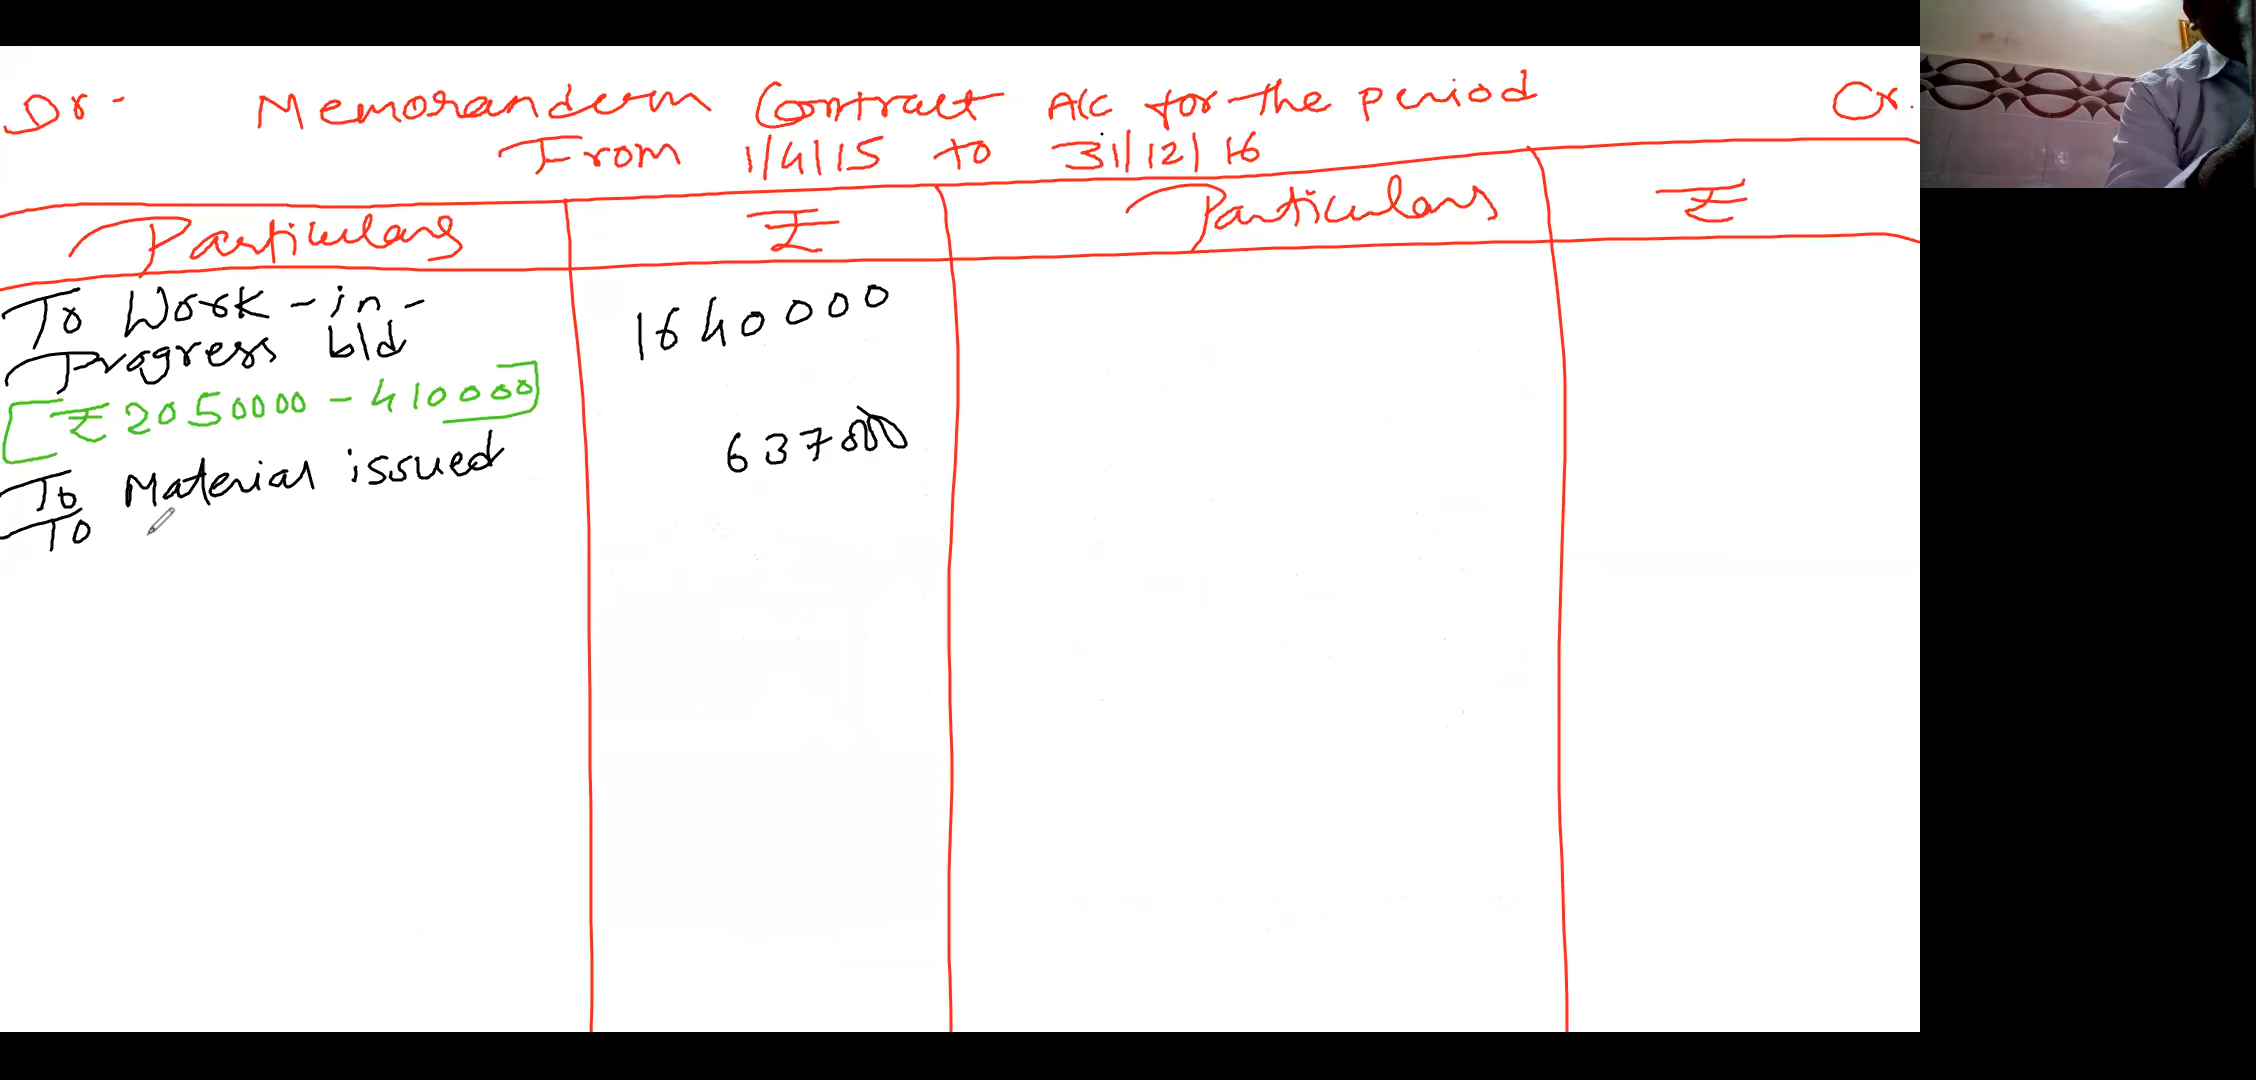 Dr- Memorandum Contract A/C for the period Cr.
From 1/4/15 to 31/12/16
Particulars ₹ Particulars ₹
To Work-in- 1640000
Progress b/d
[₹ 2050000 - 410000]
To Material issued 637000
To